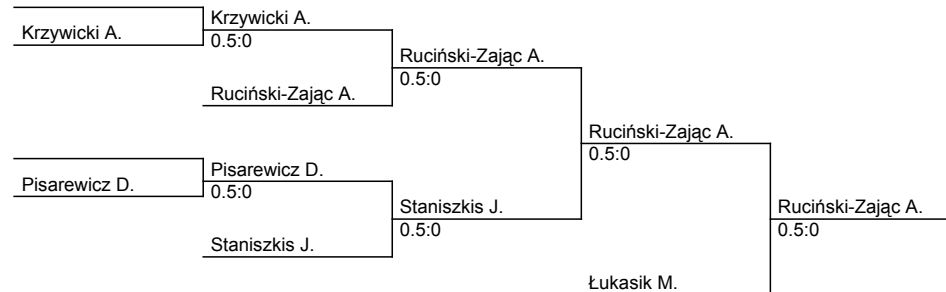 Krzywicki A.
Krzywicki A.
0.5:0
Ruciński-Zając A.
Ruciński-Zając A.
0.5:0
Ruciński-Zając A.
0.5:0
Pisarewicz D.
Pisarewicz D.
0.5:0
Staniszkis J.
Staniszkis J.
0.5:0
Ruciński-Zając A.
0.5:0
Łukasik M.